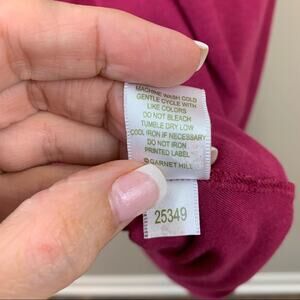 MACHINE WASH COLD
GENTLE CYCLE WITH
LIKE COLORS
DO NOT BLEACH
TUMBLE DRY LOW
COOL IRON IF NECESSARY
DO NOT IRON
PRINTED LABEL
©GARNET HILL
25349